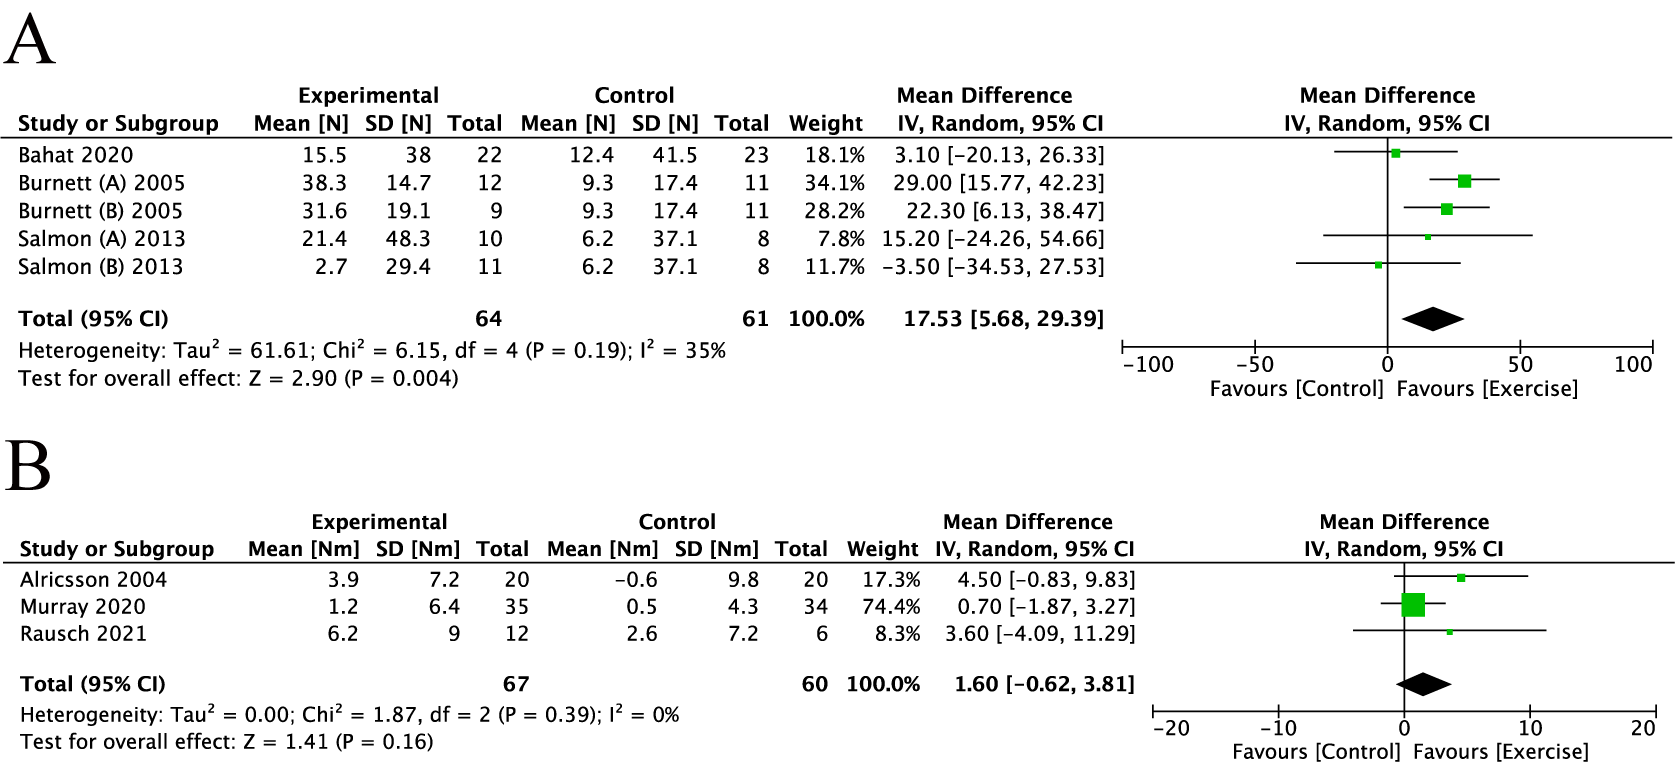 A
Experimental Control Mean Difference Mean Difference
Study or Subgroup Mean [N] SD [N] Total Mean [N] SD [N] Total Weight IV, Random, 95% CI IV, Random, 95% CI
Bahat 2020 15.5 38 22 12.4 41.5 23 18.1% 3.10 [−20.13, 26.33]
Burnett (A) 2005 38.3 14.7 12 9.3 17.4 11 34.1% 29.00 [15.77, 42.23]
Burnett (B) 2005 31.6 19.1 9 9.3 17.4 11 28.2% 22.30 [6.13, 38.47]
Salmon (A) 2013 21.4 48.3 10 6.2 37.1 8 7.8% 15.20 [−24.26, 54.66]
Salmon (B) 2013 2.7 29.4 11 6.2 37.1 8 11.7% −3.50 [−34.53, 27.53]
Total (95% CI) 64 61 100.0% 17.53 [5.68, 29.39]
Heterogeneity: Tau² = 61.61; Chi² = 6.15, df = 4 (P = 0.19); I² = 35%
Test for overall effect: Z = 2.90 (P = 0.004)
−100 −50 0 50 100
Favours [Control] Favours [Exercise]
B
Experimental Control Mean Difference Mean Difference
Study or Subgroup Mean [Nm] SD [Nm] Total Mean [Nm] SD [Nm] Total Weight IV, Random, 95% CI IV, Random, 95% CI
Alricsson 2004 3.9 7.2 20 −0.6 9.8 20 17.3% 4.50 [−0.83, 9.83]
Murray 2020 1.2 6.4 35 0.5 4.3 34 74.4% 0.70 [−1.87, 3.27]
Rausch 2021 6.2 9 12 2.6 7.2 6 8.3% 3.60 [−4.09, 11.29]
Total (95% CI) 67 60 100.0% 1.60 [−0.62, 3.81]
Heterogeneity: Tau² = 0.00; Chi² = 1.87, df = 2 (P = 0.39); I² = 0%
Test for overall effect: Z = 1.41 (P = 0.16)
−20 −10 0 10 20
Favours [Control] Favours [Exercise]